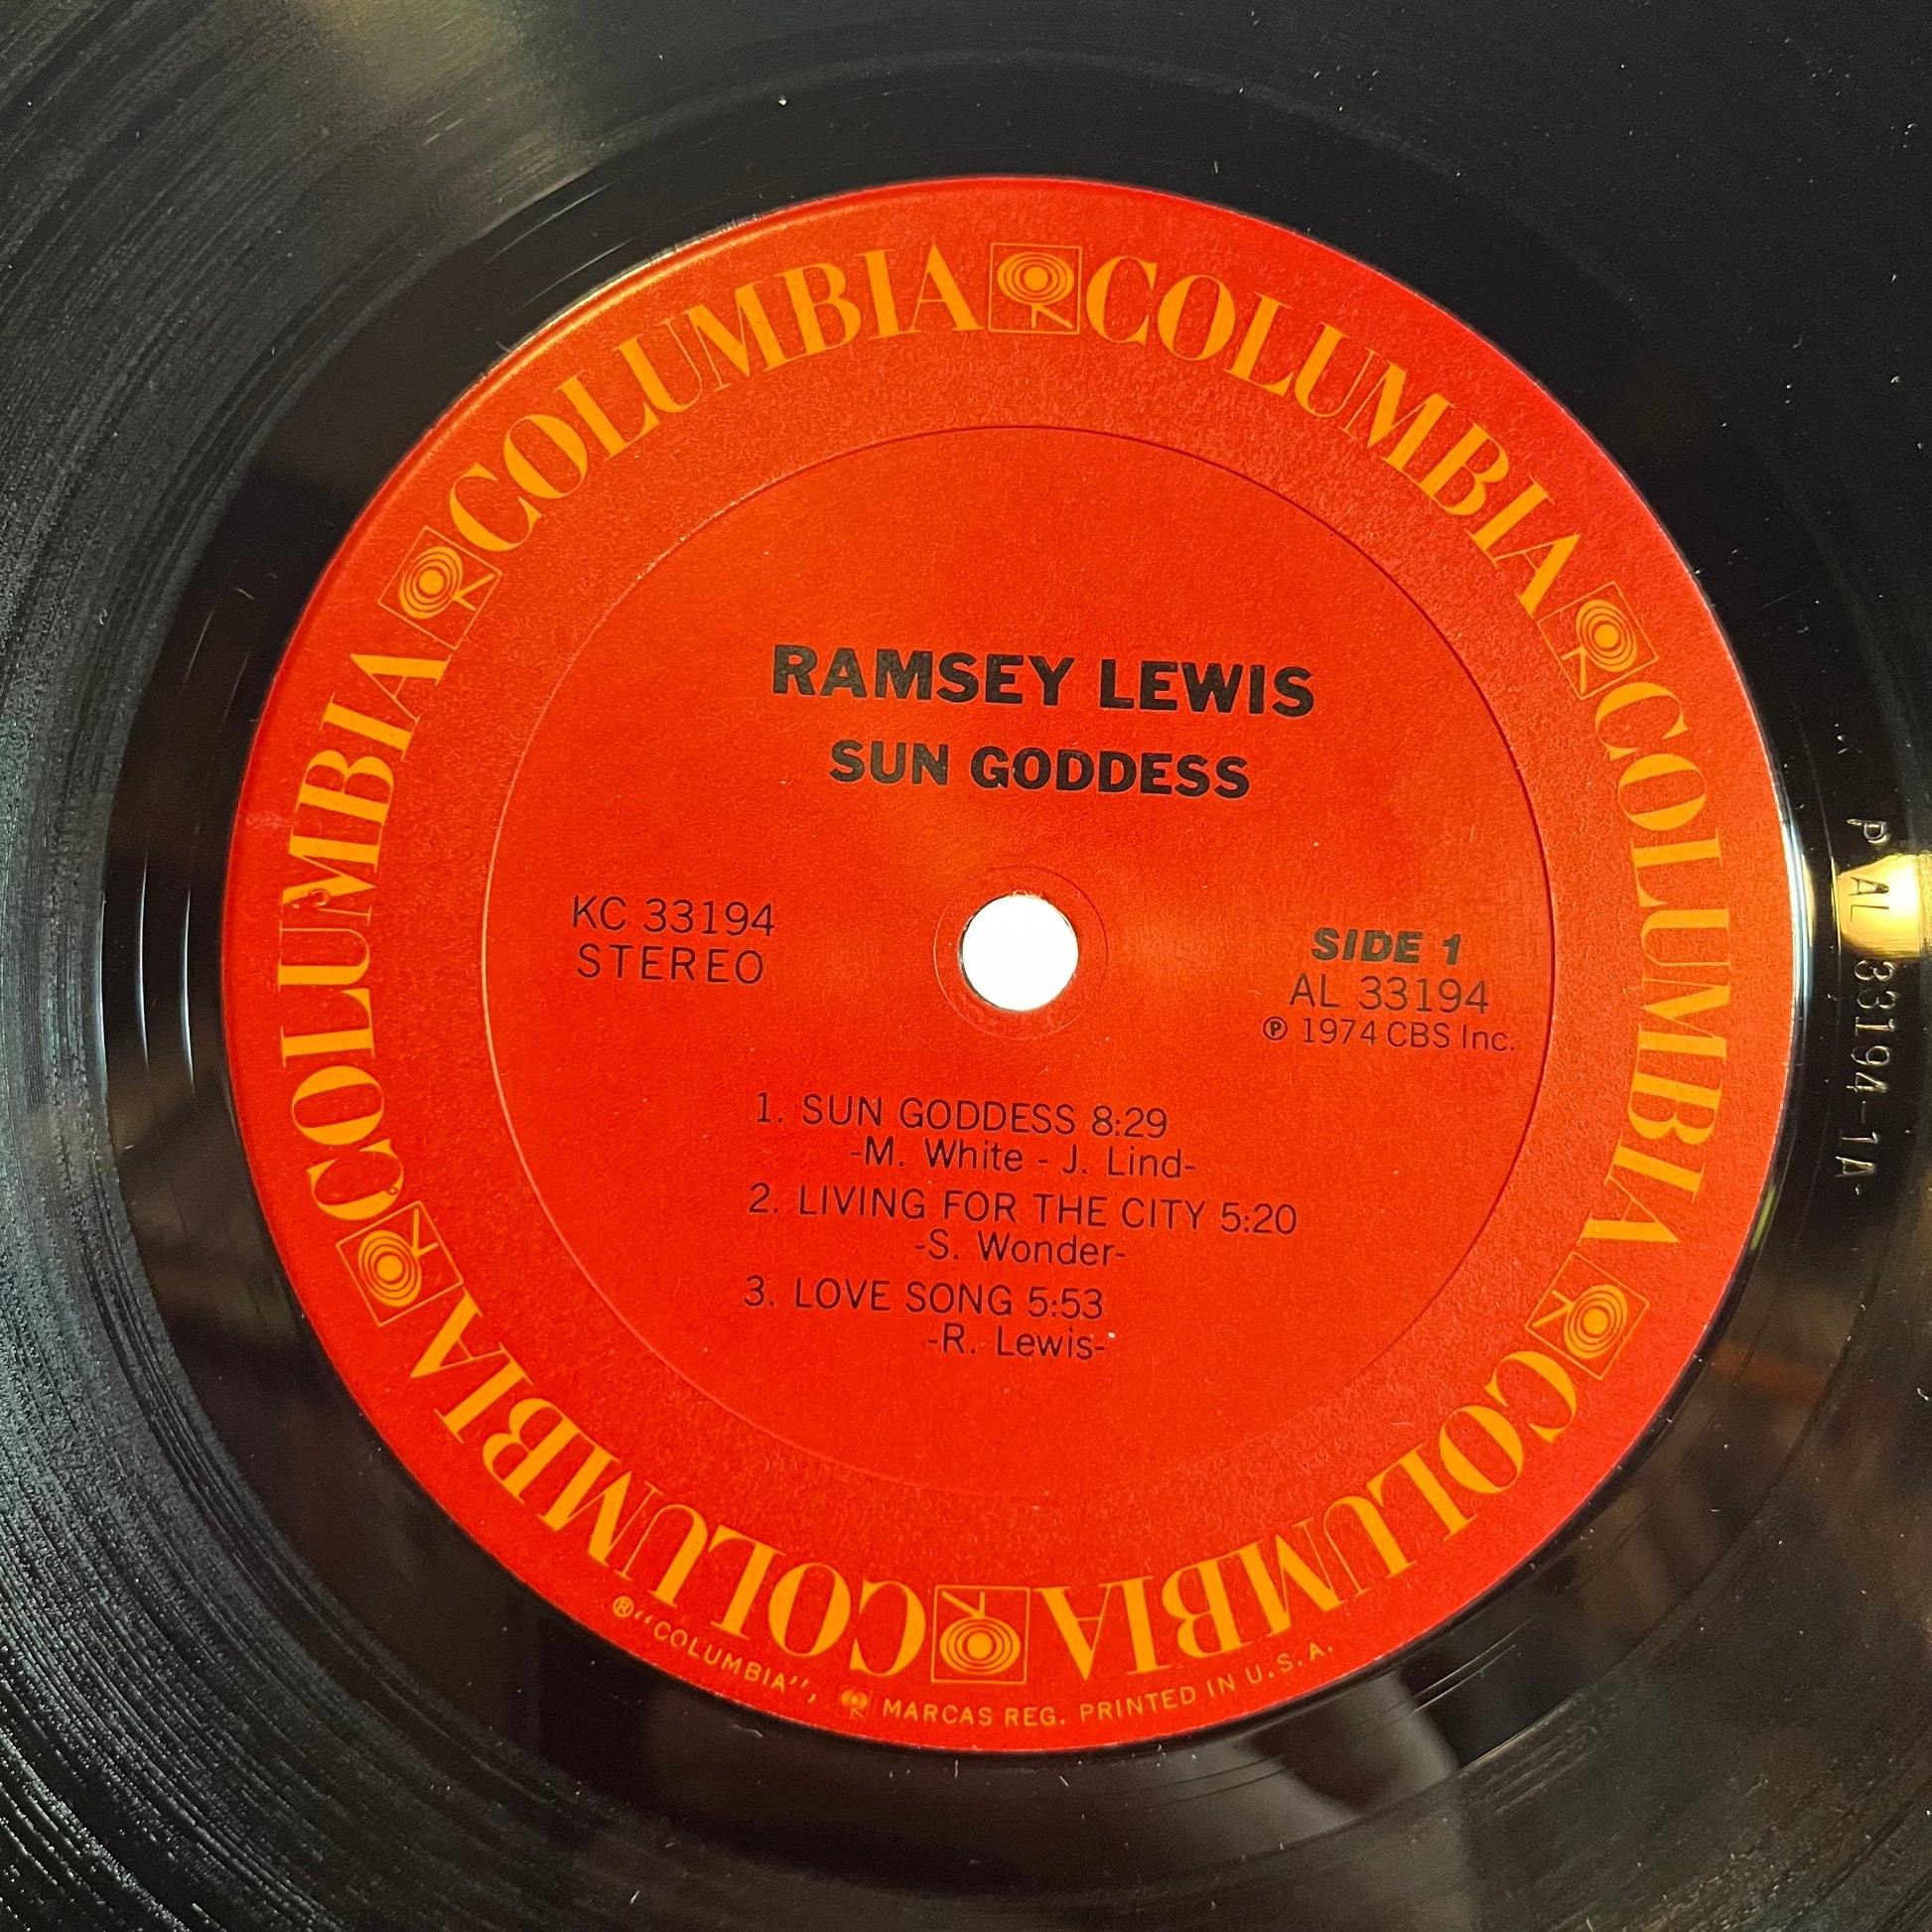 COLUMBIA COLUMBIA COLUMBIA COLUMBIA COLUMBIA COLUMBIA
RAMSEY LEWIS
SUN GODDESS
KC 33194
STEREO
SIDE 1
AL 33194
℗ 1974 CBS Inc.
1. SUN GODDESS 8:29
-M. White - J. Lind-
2. LIVING FOR THE CITY 5:20
-S. Wonder-
3. LOVE SONG 5:53
-R. Lewis-
®"COLUMBIA", MARCAS REG. PRINTED IN U.S.A.
P AL 33194-1A